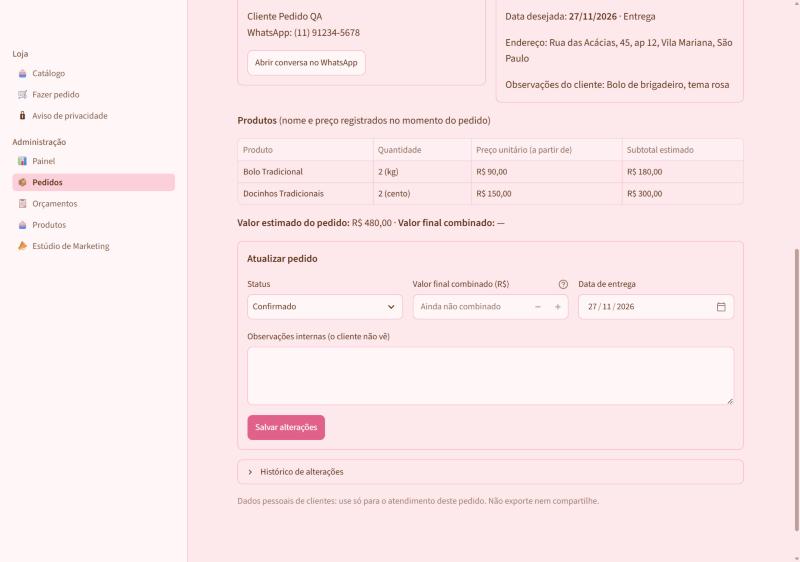 Loja
Catálogo
Fazer pedido
Aviso de privacidade
Administração
Painel
Pedidos
Orçamentos
Produtos
Estúdio de Marketing
Cliente Pedido QA
WhatsApp: (11) 91234-5678
Abrir conversa no WhatsApp
Data desejada: 27/11/2026 · Entrega
Endereço: Rua das Acácias, 45, ap 12, Vila Mariana, São
Paulo
Observações do cliente: Bolo de brigadeiro, tema rosa
Produtos (nome e preço registrados no momento do pedido)
Produto Quantidade Preço unitário (a partir de) Subtotal estimado
Bolo Tradicional 2 (kg) R$ 90,00 R$ 180,00
Docinhos Tradicionais 2 (cento) R$ 150,00 R$ 300,00
Valor estimado do pedido: R$ 480,00 · Valor final combinado: —
Atualizar pedido
Status Valor final combinado (R$) Data de entrega
Confirmado Ainda não combinado 27/11/2026
Observações internas (o cliente não vê)
Salvar alterações
Histórico de alterações
Dados pessoais de clientes: use só para o atendimento deste pedido. Não exporte nem compartilhe.